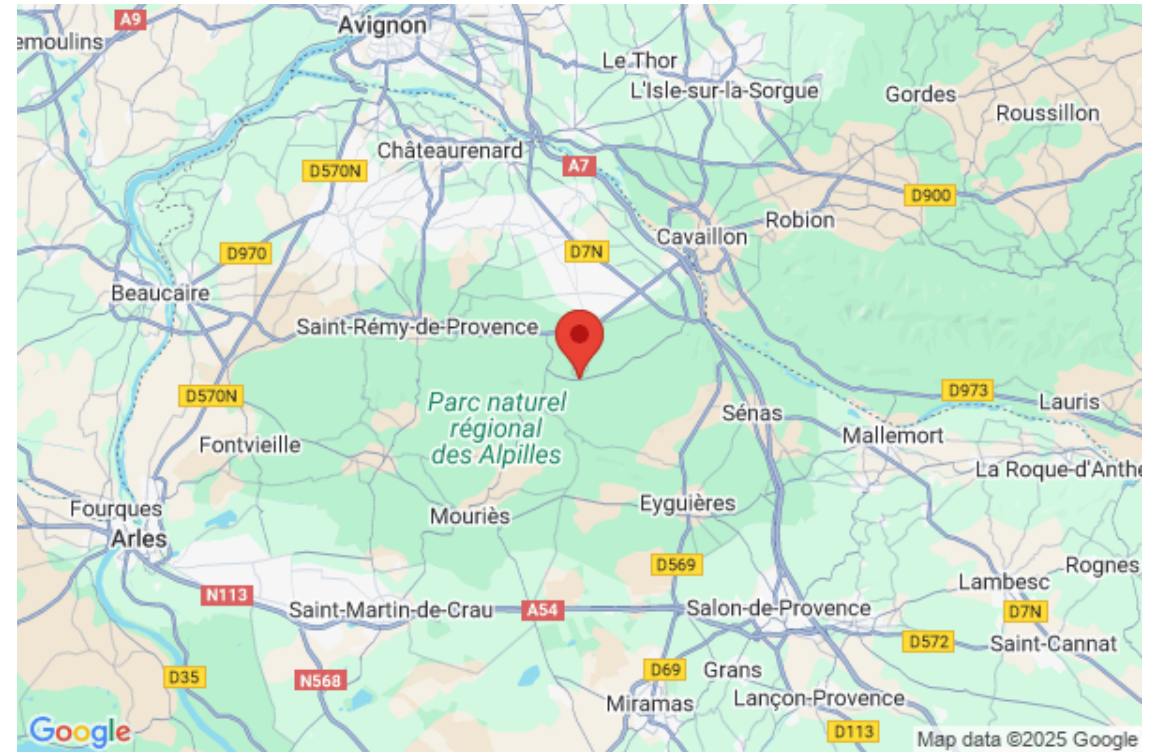 A9
Avignon
emoulins
Le Thor
L'Isle-sur-la-Sorgue
Gordes
Roussillon
Châteaurenard
A7
D570N
D900
Robion
Cavaillon
D970
D7N
Beaucaire
Saint-Rémy-de-Provence
D570N
Parc naturel
régional
des Alpilles
D973
Lauris
Sénas
Mallemort
Fontvieille
La Roque-d'Anthe
Eyguières
Mouriès
Fourques
Arles
D569
Rognes
Lambesc
N113
Saint-Martin-de-Crau
A54
Salon-de-Provence
D7N
D572
Saint-Cannat
D35
N568
D69
Grans
Miramas
Lançon-Provence
D113
Google
Map data ©2025 Google